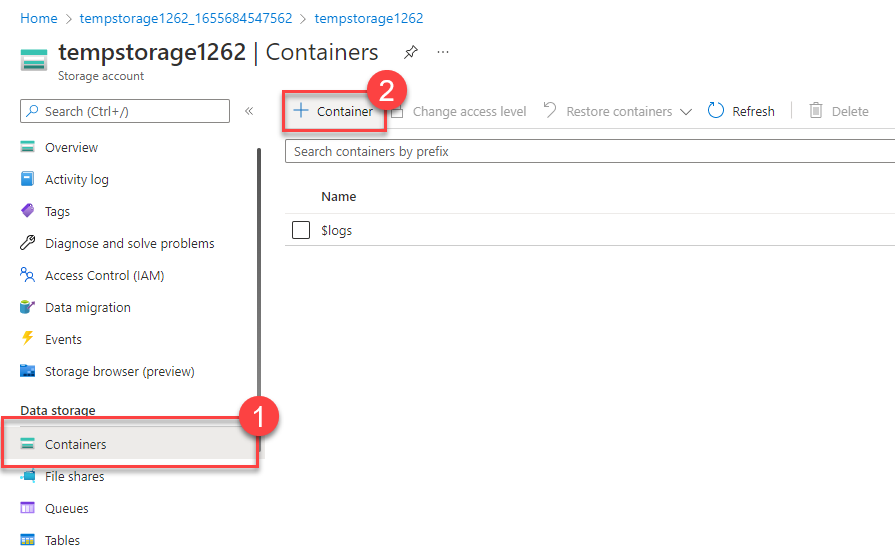 Home > tempstorage1262_1655684547562 > tempstorage1262
tempstorage1262 | Containers ...
Storage account
Search (Ctrl+/) «
Overview
Activity log
Tags
Diagnose and solve problems
Access Control (IAM)
Data migration
Events
Storage browser (preview)
Data storage
1
Containers
File shares
Queues
Tables
2
+ Container Change access level Restore containers Refresh Delete
Search containers by prefix
Name
$logs